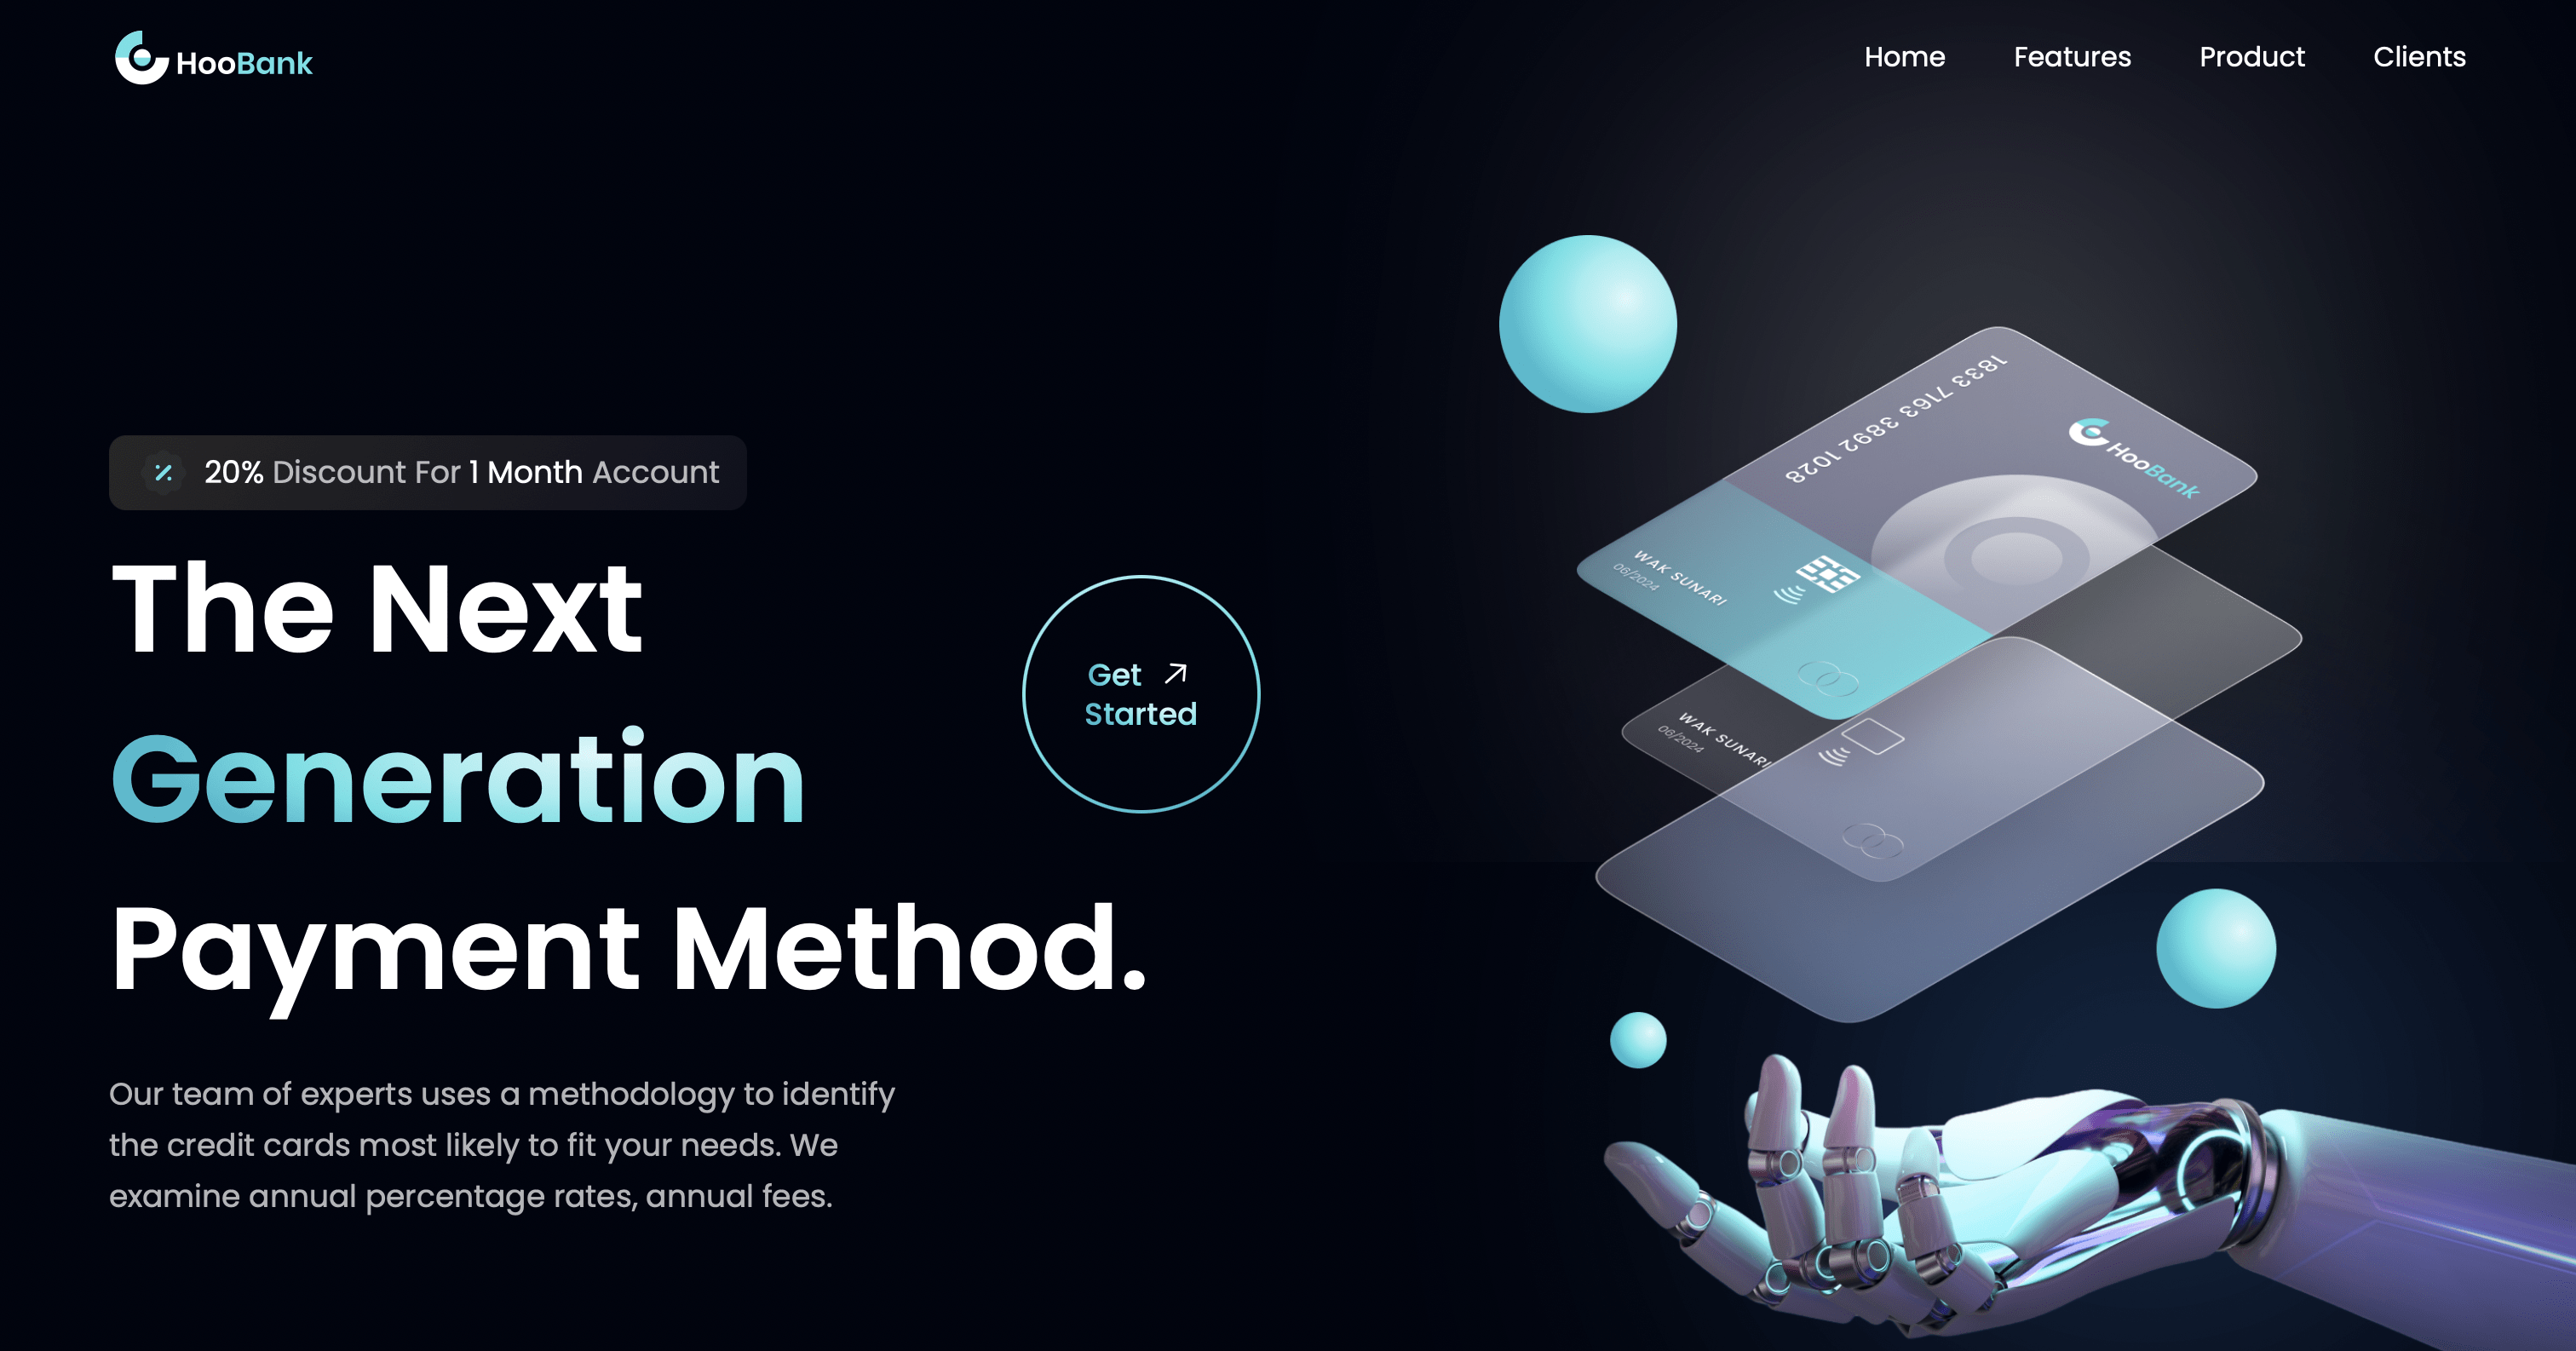 HooBank
Home Features Product Clients
20% Discount For 1 Month Account
The Next
Generation
Payment Method.
Get
Started
Our team of experts uses a methodology to identify
the credit cards most likely to fit your needs. We
examine annual percentage rates, annual fees.
1833 7163 3892 1028
HooBank
WAK SUNARI
06/2024
WAK SUNARI
06/2024